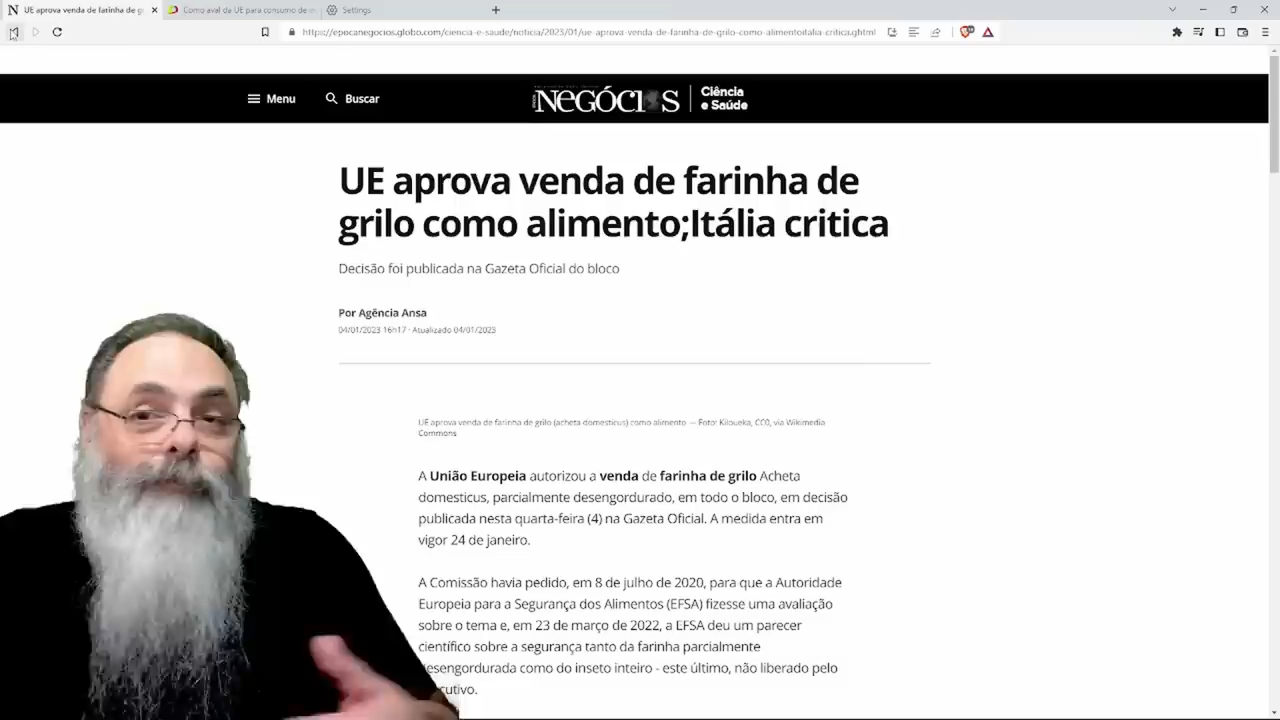 UE aprova venda de farinha de gr
Como aval da UE para consumo de in
Settings
https://epocanegocios.globo.com/ciencia-e-saude/noticia/2023/01/ue-aprova-venda-de-farinha-de-grilo-como-alimentoitalia-critica.ghtml
Menu
Buscar
NEGÓCIOS
Ciência
e Saúde
UE aprova venda de farinha de
grilo como alimento;Itália critica
Decisão foi publicada na Gazeta Oficial do bloco
Por Agência Ansa
04/01/2023 16h17 · Atualizado 04/01/2023
UE aprova venda de farinha de grilo (acheta domesticus) como alimento — Foto: Kiloueka, CC0, via Wikimedia
Commons
A União Europeia autorizou a venda de farinha de grilo Acheta
domesticus, parcialmente desengordurado, em todo o bloco, em decisão
publicada nesta quarta-feira (4) na Gazeta Oficial. A medida entra em
vigor 24 de janeiro.
A Comissão havia pedido, em 8 de julho de 2020, para que a Autoridade
Europeia para a Segurança dos Alimentos (EFSA) fizesse uma avaliação
sobre o tema e, em 23 de março de 2022, a EFSA deu um parecer
científico sobre a segurança tanto da farinha parcialmente
esengordurada como do inseto inteiro - este último, não liberado pelo
cutivo.